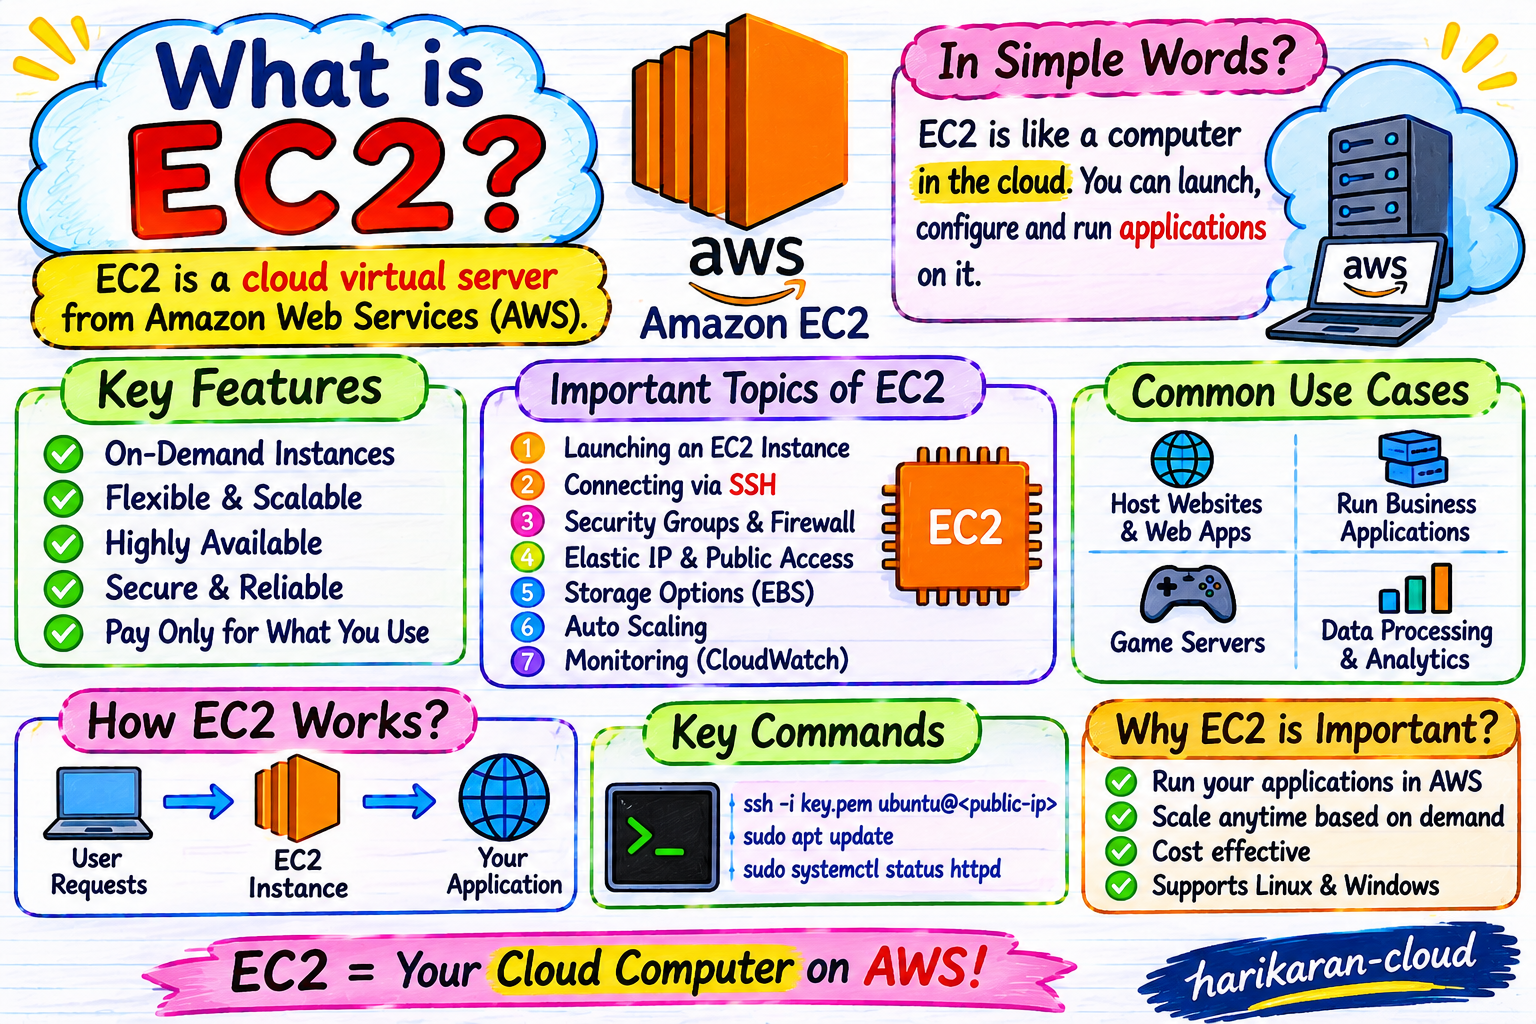 What is
EC2?
EC2 is a cloud virtual server
from Amazon Web Services (AWS).
aws
Amazon EC2
In Simple Words?
EC2 is like a computer
in the cloud. You can launch,
configure and run applications
on it.
aws
Key Features
On-Demand Instances
Flexible & Scalable
Highly Available
Secure & Reliable
Pay Only for What You Use
Important Topics of EC2
1 Launching an EC2 Instance
2 Connecting via SSH
3 Security Groups & Firewall
4 Elastic IP & Public Access
5 Storage Options (EBS)
6 Auto Scaling
7 Monitoring (CloudWatch)
EC2
Common Use Cases
Host Websites
& Web Apps
Run Business
Applications
Game Servers
Data Processing
& Analytics
How EC2 Works?
User
Requests
EC2
Instance
Your
Application
Key Commands
>_
ssh -i key.pem ubuntu@<public-ip>
sudo apt update
sudo systemctl status httpd
Why EC2 is Important?
Run your applications in AWS
Scale anytime based on demand
Cost effective
Supports Linux & Windows
EC2 = Your Cloud Computer on AWS!
harikaran-cloud